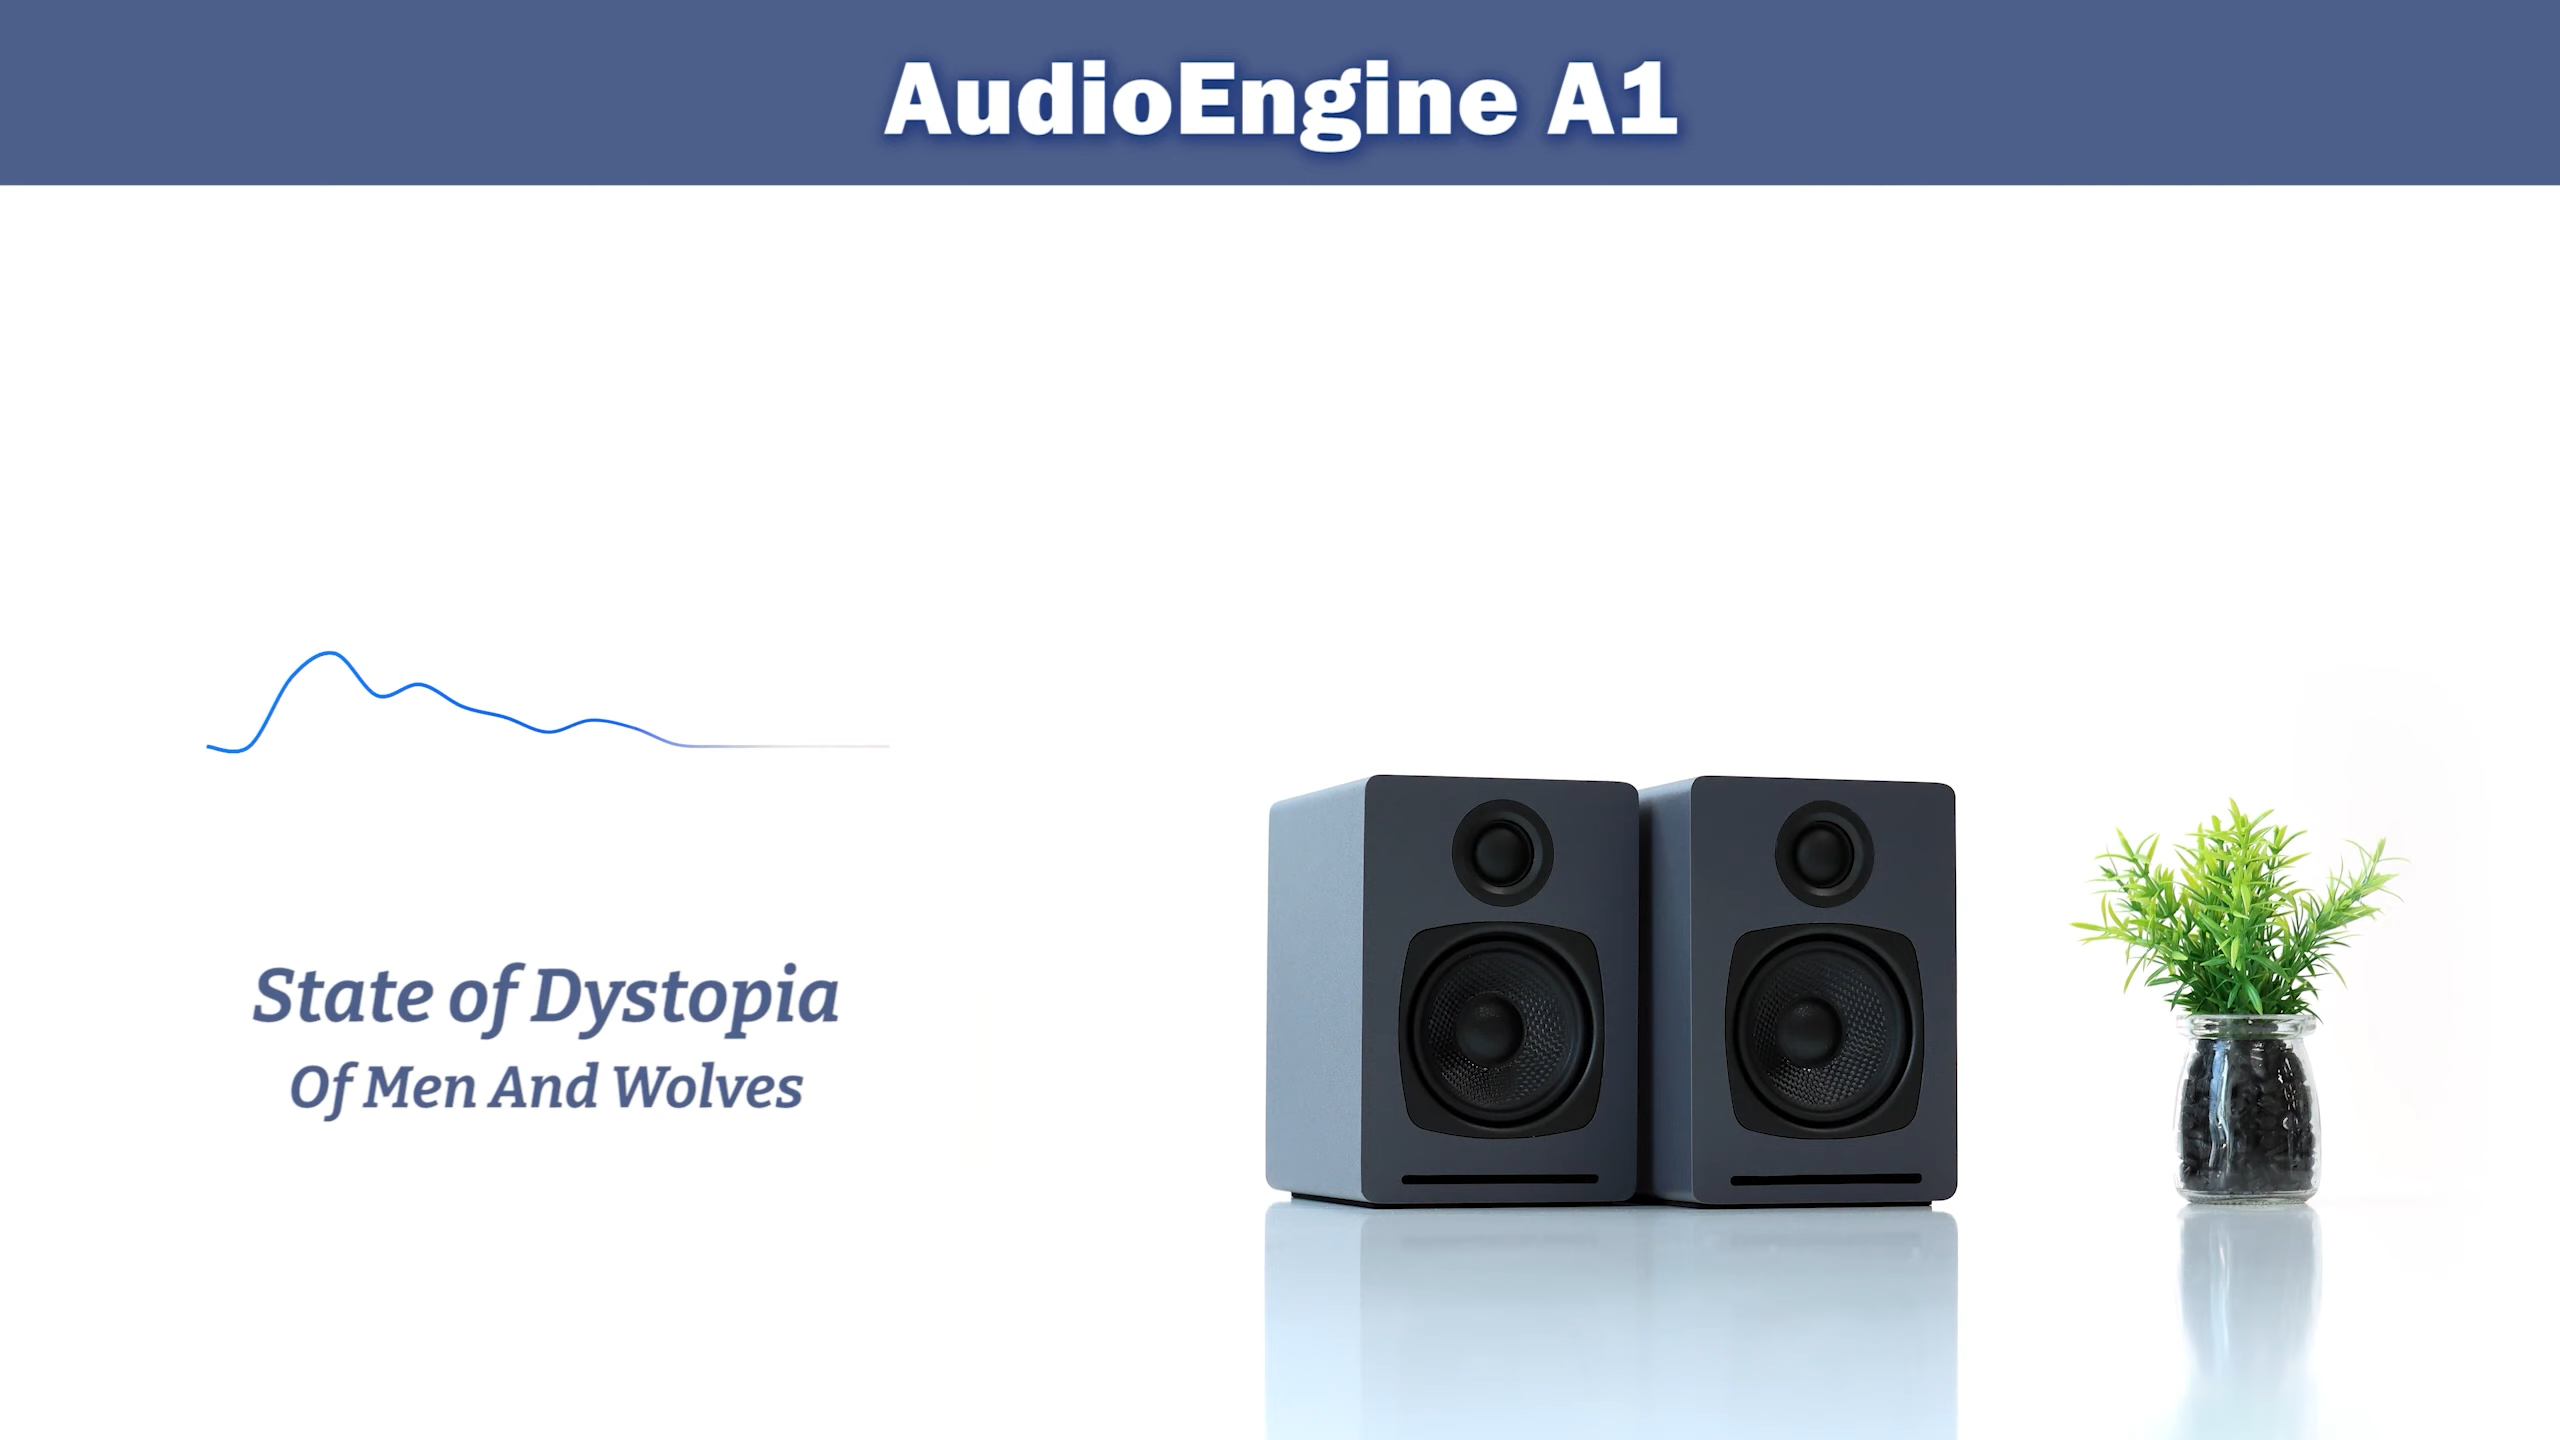 AudioEngine A1
State of Dystopia
Of Men And Wolves